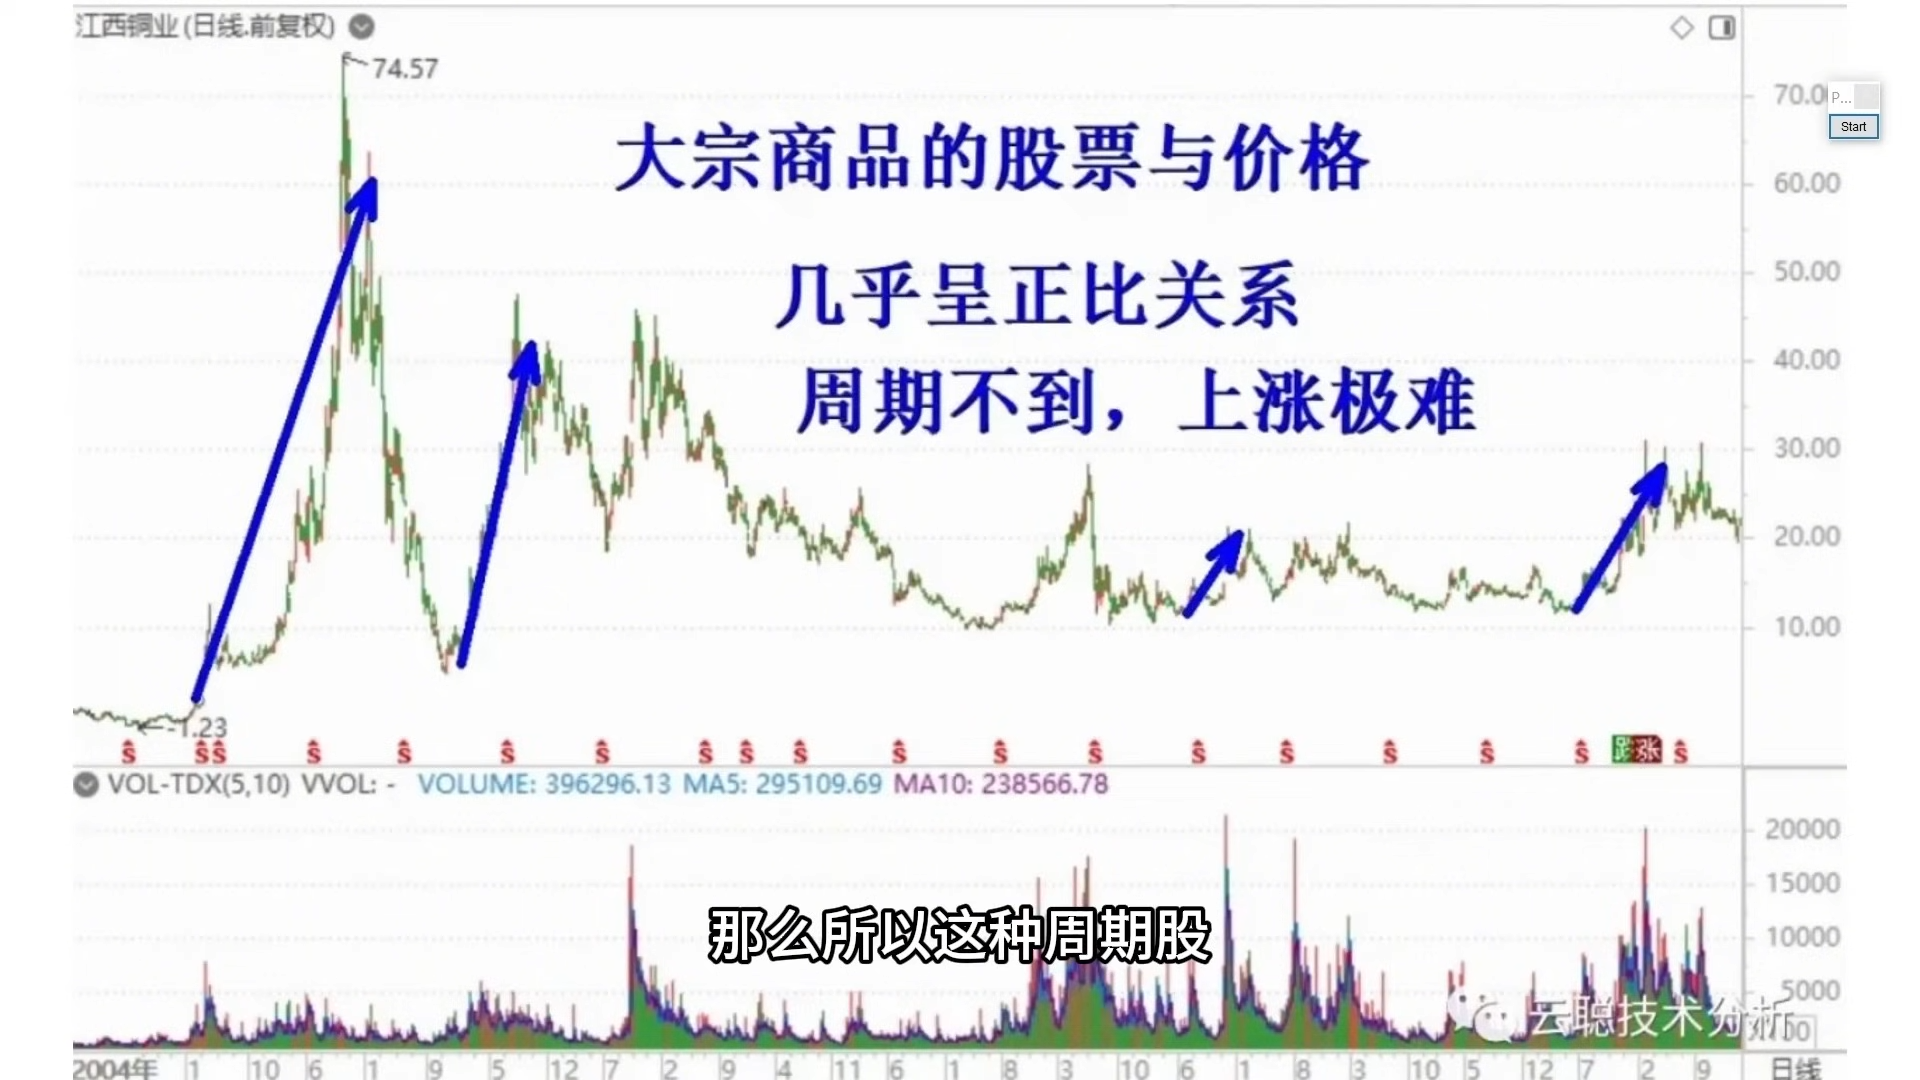 江西铜业(日线.前复权)
74.57
70.0
P...
Start
大宗商品的股票与价格
60.00
几乎呈正比关系
50.00
周期不到，上涨极难
40.00
30.00
20.00
10.00
1.23
S S S S S S S S S S S S S S S S S 涨 S
VOL-TDX(5,10) VVOL: - VOLUME: 396296.13 MA5: 295109.69 MA10: 238566.78
20000
15000
那么所以这种周期股
10000
5000
云聪技术分析
2004年 1 10 6 1 9 5 12 7 2 9 4 11 6 1 8 3 10 6 1 8 3 10 5 12 7 2 9 日线